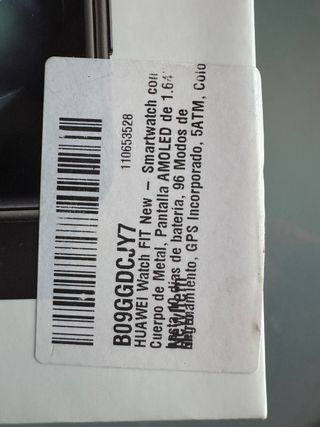 110653528
B09GGDCJY7
HUAWEI Watch FIT New – Smartwatch con
Cuerpo de Metal, Pantalla AMOLED de 1.64"
días de batería, 96 Modos de
GPS Incorporado, 5ATM, Colo